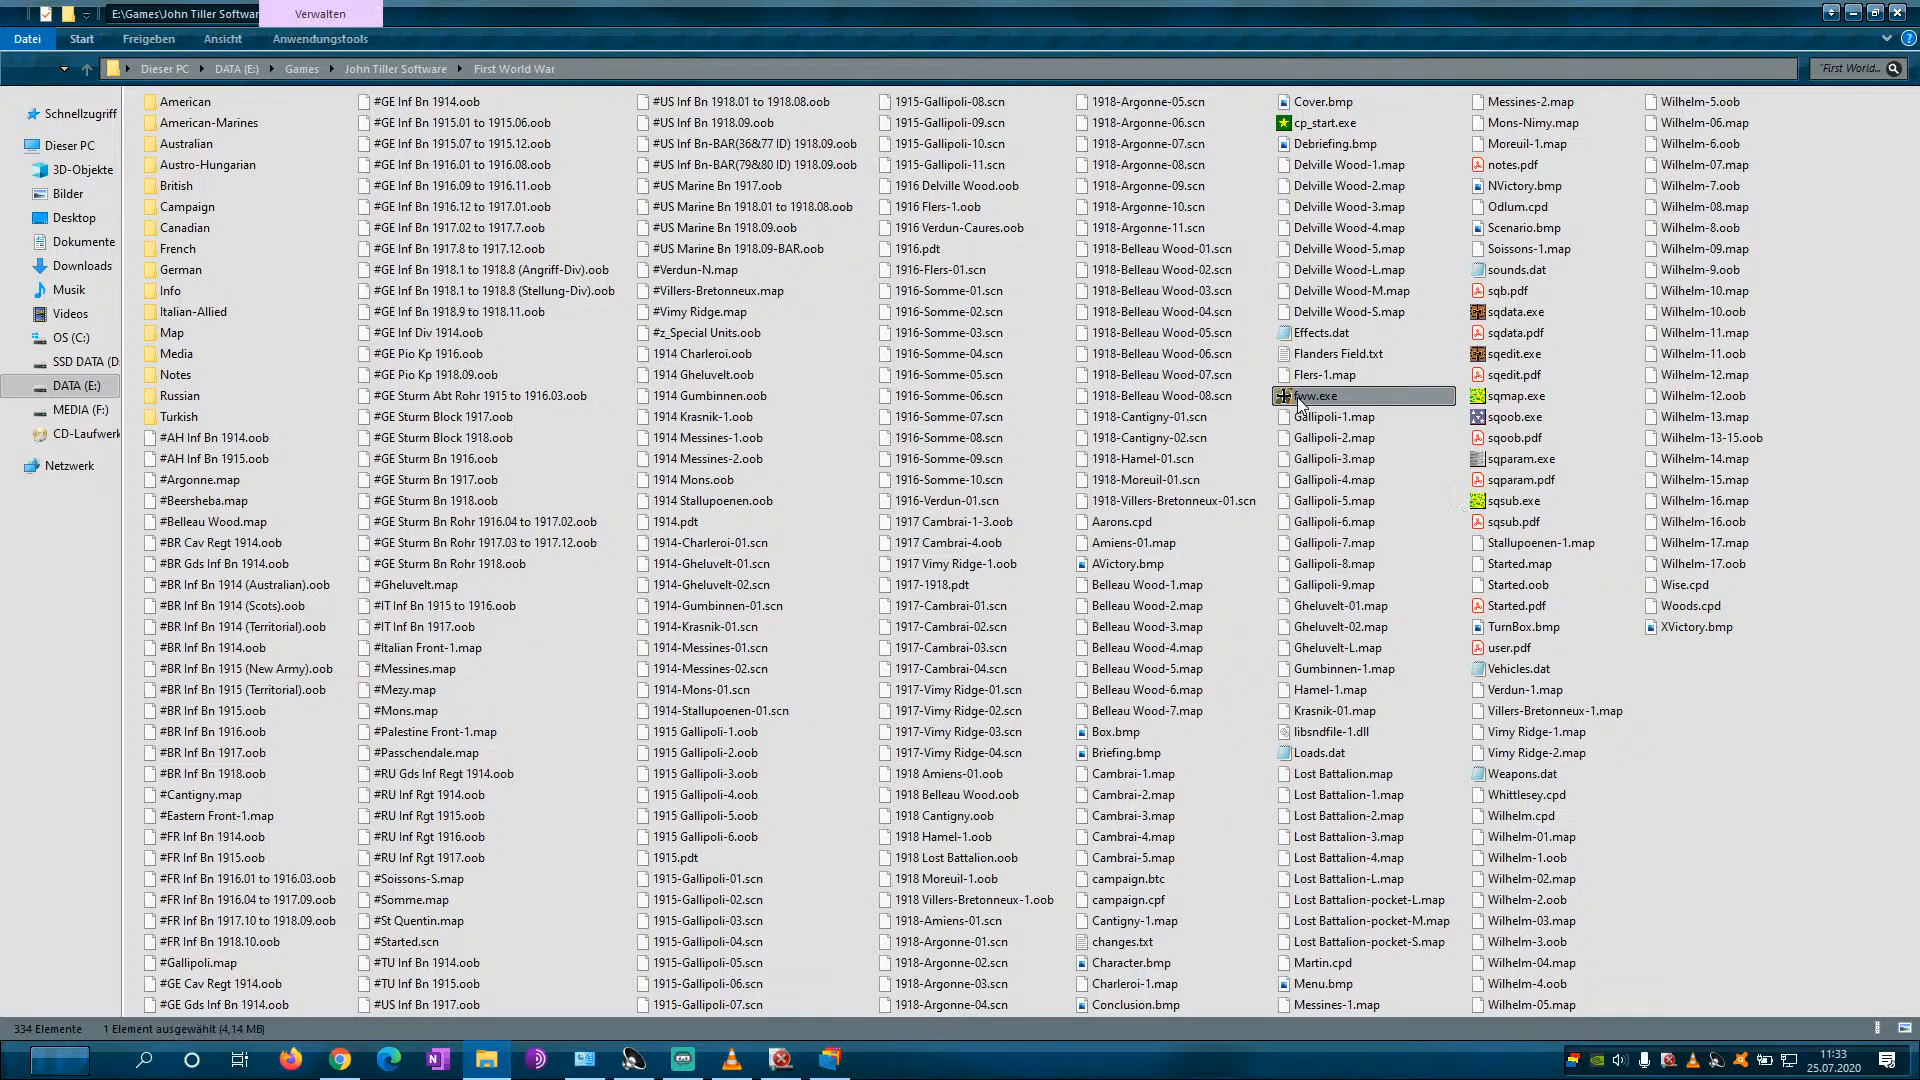 E:\Games\John Tiller Softwar
Verwalten
Datei
Start
Freigeben
Ansicht
Anwendungstools
Dieser PC
DATA (E:)
Games
John Tiller Software
First World War
"First World...
Schnellzugriff
Dieser PC
3D-Objekte
Bilder
Desktop
Dokumente
Downloads
Musik
Videos
OS (C:)
SSD DATA (D
DATA (E:)
MEDIA (F:)
CD-Laufwerk
Netzwerk
American
American-Marines
Australian
Austro-Hungarian
British
Campaign
Canadian
French
German
Info
Italian-Allied
Map
Media
Notes
Russian
Turkish
#AH Inf Bn 1914.oob
#AH Inf Bn 1915.oob
#Argonne.map
#Beersheba.map
#Belleau Wood.map
#BR Cav Regt 1914.oob
#BR Gds Inf Bn 1914.oob
#BR Inf Bn 1914 (Australian).oob
#BR Inf Bn 1914 (Scots).oob
#BR Inf Bn 1914 (Territorial).oob
#BR Inf Bn 1914.oob
#BR Inf Bn 1915 (New Army).oob
#BR Inf Bn 1915 (Territorial).oob
#BR Inf Bn 1915.oob
#BR Inf Bn 1916.oob
#BR Inf Bn 1917.oob
#BR Inf Bn 1918.oob
#Cantigny.map
#Eastern Front-1.map
#FR Inf Bn 1914.oob
#FR Inf Bn 1915.oob
#FR Inf Bn 1916.01 to 1916.03.oob
#FR Inf Bn 1916.04 to 1917.09.oob
#FR Inf Bn 1917.10 to 1918.09.oob
#FR Inf Bn 1918.10.oob
#Gallipoli.map
#GE Cav Regt 1914.oob
#GE Gds Inf Bn 1914.oob
#GE Inf Bn 1914.oob
#GE Inf Bn 1915.01 to 1915.06.oob
#GE Inf Bn 1915.07 to 1915.12.oob
#GE Inf Bn 1916.01 to 1916.08.oob
#GE Inf Bn 1916.09 to 1916.11.oob
#GE Inf Bn 1916.12 to 1917.01.oob
#GE Inf Bn 1917.02 to 1917.7.oob
#GE Inf Bn 1917.8 to 1917.12.oob
#GE Inf Bn 1918.1 to 1918.8 (Angriff-Div).oob
#GE Inf Bn 1918.1 to 1918.8 (Stellung-Div).oob
#GE Inf Bn 1918.9 to 1918.11.oob
#GE Inf Div 1914.oob
#GE Pio Kp 1916.oob
#GE Pio Kp 1918.09.oob
#GE Sturm Abt Rohr 1915 to 1916.03.oob
#GE Sturm Block 1917.oob
#GE Sturm Block 1918.oob
#GE Sturm Bn 1916.oob
#GE Sturm Bn 1917.oob
#GE Sturm Bn 1918.oob
#GE Sturm Bn Rohr 1916.04 to 1917.02.oob
#GE Sturm Bn Rohr 1917.03 to 1917.12.oob
#GE Sturm Bn Rohr 1918.oob
#Gheluvelt.map
#IT Inf Bn 1915 to 1916.oob
#IT Inf Bn 1917.oob
#Italian Front-1.map
#Messines.map
#Mezy.map
#Mons.map
#Palestine Front-1.map
#Passchendale.map
#RU Gds Inf Regt 1914.oob
#RU Inf Rgt 1914.oob
#RU Inf Rgt 1915.oob
#RU Inf Rgt 1916.oob
#RU Inf Rgt 1917.oob
#Soissons-S.map
#Somme.map
#St Quentin.map
#Started.scn
#TU Inf Bn 1914.oob
#TU Inf Bn 1915.oob
#US Inf Bn 1917.oob
#US Inf Bn 1918.01 to 1918.08.oob
#US Inf Bn 1918.09.oob
#US Inf Bn-BAR(36&77 ID) 1918.09.oob
#US Inf Bn-BAR(79&80 ID) 1918.09.oob
#US Marine Bn 1917.oob
#US Marine Bn 1918.01 to 1918.08.oob
#US Marine Bn 1918.09.oob
#US Marine Bn 1918.09-BAR.oob
#Verdun-N.map
#Villers-Bretonneux.map
#Vimy Ridge.map
#z_Special Units.oob
1914 Charleroi.oob
1914 Gheluvelt.oob
1914 Gumbinnen.oob
1914 Krasnik-1.oob
1914 Messines-1.oob
1914 Messines-2.oob
1914 Mons.oob
1914 Stallupoenen.oob
1914.pdt
1914-Charleroi-01.scn
1914-Gheluvelt-01.scn
1914-Gheluvelt-02.scn
1914-Gumbinnen-01.scn
1914-Krasnik-01.scn
1914-Messines-01.scn
1914-Messines-02.scn
1914-Mons-01.scn
1914-Stallupoenen-01.scn
1915 Gallipoli-1.oob
1915 Gallipoli-2.oob
1915 Gallipoli-3.oob
1915 Gallipoli-4.oob
1915 Gallipoli-5.oob
1915 Gallipoli-6.oob
1915.pdt
1915-Gallipoli-01.scn
1915-Gallipoli-02.scn
1915-Gallipoli-03.scn
1915-Gallipoli-04.scn
1915-Gallipoli-05.scn
1915-Gallipoli-06.scn
1915-Gallipoli-07.scn
1915-Gallipoli-08.scn
1915-Gallipoli-09.scn
1915-Gallipoli-10.scn
1915-Gallipoli-11.scn
1916 Delville Wood.oob
1916 Flers-1.oob
1916 Verdun-Caures.oob
1916.pdt
1916-Flers-01.scn
1916-Somme-01.scn
1916-Somme-02.scn
1916-Somme-03.scn
1916-Somme-04.scn
1916-Somme-05.scn
1916-Somme-06.scn
1916-Somme-07.scn
1916-Somme-08.scn
1916-Somme-09.scn
1916-Somme-10.scn
1916-Verdun-01.scn
1917 Cambrai-1-3.oob
1917 Cambrai-4.oob
1917 Vimy Ridge-1.oob
1917-1918.pdt
1917-Cambrai-01.scn
1917-Cambrai-02.scn
1917-Cambrai-03.scn
1917-Cambrai-04.scn
1917-Vimy Ridge-01.scn
1917-Vimy Ridge-02.scn
1917-Vimy Ridge-03.scn
1917-Vimy Ridge-04.scn
1918 Amiens-01.oob
1918 Belleau Wood.oob
1918 Cantigny.oob
1918 Hamel-1.oob
1918 Lost Battalion.oob
1918 Moreuil-1.oob
1918 Villers-Bretonneux-1.oob
1918-Amiens-01.scn
1918-Argonne-01.scn
1918-Argonne-02.scn
1918-Argonne-03.scn
1918-Argonne-04.scn
1918-Argonne-05.scn
1918-Argonne-06.scn
1918-Argonne-07.scn
1918-Argonne-08.scn
1918-Argonne-09.scn
1918-Argonne-10.scn
1918-Argonne-11.scn
1918-Belleau Wood-01.scn
1918-Belleau Wood-02.scn
1918-Belleau Wood-03.scn
1918-Belleau Wood-04.scn
1918-Belleau Wood-05.scn
1918-Belleau Wood-06.scn
1918-Belleau Wood-07.scn
1918-Belleau Wood-08.scn
1918-Cantigny-01.scn
1918-Cantigny-02.scn
1918-Hamel-01.scn
1918-Moreuil-01.scn
1918-Villers-Bretonneux-01.scn
Aarons.cpd
Amiens-01.map
AVictory.bmp
Belleau Wood-1.map
Belleau Wood-2.map
Belleau Wood-3.map
Belleau Wood-4.map
Belleau Wood-5.map
Belleau Wood-6.map
Belleau Wood-7.map
Box.bmp
Briefing.bmp
Cambrai-1.map
Cambrai-2.map
Cambrai-3.map
Cambrai-4.map
Cambrai-5.map
campaign.btc
campaign.cpf
Cantigny-1.map
changes.txt
Character.bmp
Charleroi-1.map
Conclusion.bmp
Cover.bmp
cp_start.exe
Debriefing.bmp
Delville Wood-1.map
Delville Wood-2.map
Delville Wood-3.map
Delville Wood-4.map
Delville Wood-5.map
Delville Wood-L.map
Delville Wood-M.map
Delville Wood-S.map
Effects.dat
Flanders Field.txt
Flers-1.map
fww.exe
Gallipoli-1.map
Gallipoli-2.map
Gallipoli-3.map
Gallipoli-4.map
Gallipoli-5.map
Gallipoli-6.map
Gallipoli-7.map
Gallipoli-8.map
Gallipoli-9.map
Gheluvelt-01.map
Gheluvelt-02.map
Gheluvelt-L.map
Gumbinnen-1.map
Hamel-1.map
Krasnik-01.map
libsndfile-1.dll
Loads.dat
Lost Battalion.map
Lost Battalion-1.map
Lost Battalion-2.map
Lost Battalion-3.map
Lost Battalion-4.map
Lost Battalion-L.map
Lost Battalion-pocket-L.map
Lost Battalion-pocket-M.map
Lost Battalion-pocket-S.map
Martin.cpd
Menu.bmp
Messines-1.map
Messines-2.map
Mons-Nimy.map
Moreuil-1.map
notes.pdf
NVictory.bmp
Odlum.cpd
Scenario.bmp
Soissons-1.map
sounds.dat
sqb.pdf
sqdata.exe
sqdata.pdf
sqedit.exe
sqedit.pdf
sqmap.exe
sqoob.exe
sqoob.pdf
sqparam.exe
sqparam.pdf
sqsub.exe
sqsub.pdf
Stallupoenen-1.map
Started.map
Started.oob
Started.pdf
TurnBox.bmp
user.pdf
Vehicles.dat
Verdun-1.map
Villers-Bretonneux-1.map
Vimy Ridge-1.map
Vimy Ridge-2.map
Weapons.dat
Whittlesey.cpd
Wilhelm.cpd
Wilhelm-01.map
Wilhelm-1.oob
Wilhelm-02.map
Wilhelm-2.oob
Wilhelm-03.map
Wilhelm-3.oob
Wilhelm-04.map
Wilhelm-4.oob
Wilhelm-05.map
Wilhelm-5.oob
Wilhelm-06.map
Wilhelm-6.oob
Wilhelm-07.map
Wilhelm-7.oob
Wilhelm-08.map
Wilhelm-8.oob
Wilhelm-09.map
Wilhelm-9.oob
Wilhelm-10.map
Wilhelm-10.oob
Wilhelm-11.map
Wilhelm-11.oob
Wilhelm-12.map
Wilhelm-12.oob
Wilhelm-13.map
Wilhelm-13-15.oob
Wilhelm-14.map
Wilhelm-15.map
Wilhelm-16.map
Wilhelm-16.oob
Wilhelm-17.map
Wilhelm-17.oob
Wise.cpd
Woods.cpd
XVictory.bmp
334 Elemente
1 Element ausgewählt (4,14 MB)
11:33
25.07.2020